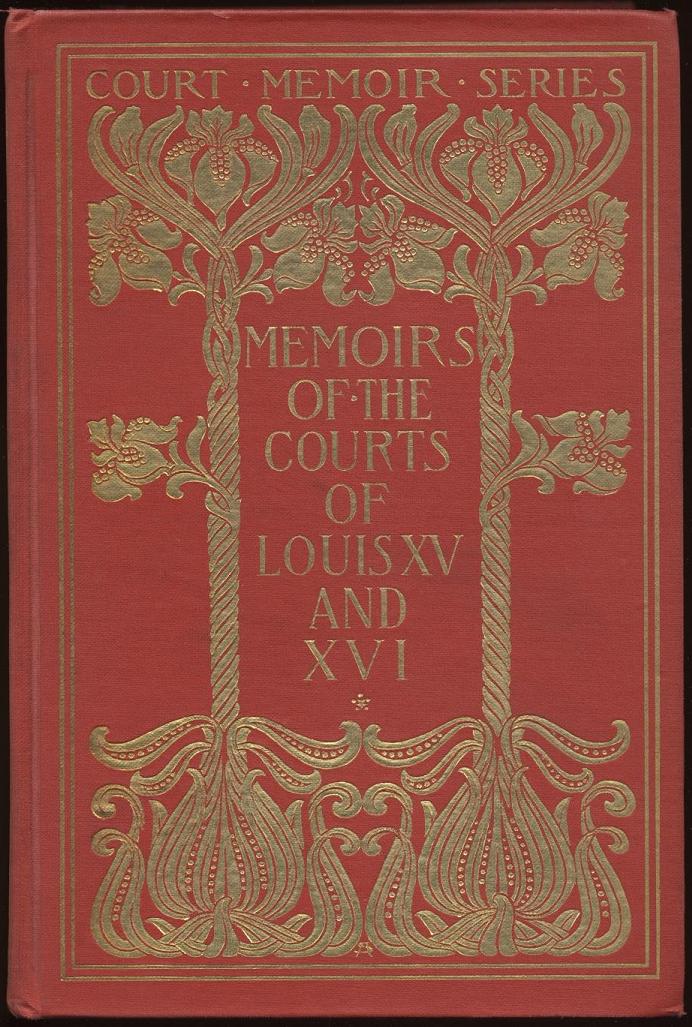 COURT · MEMOIR · SERIES
MEMOIRS
OF·THE
COURTS
OF
LOUIS XV
AND
XVI